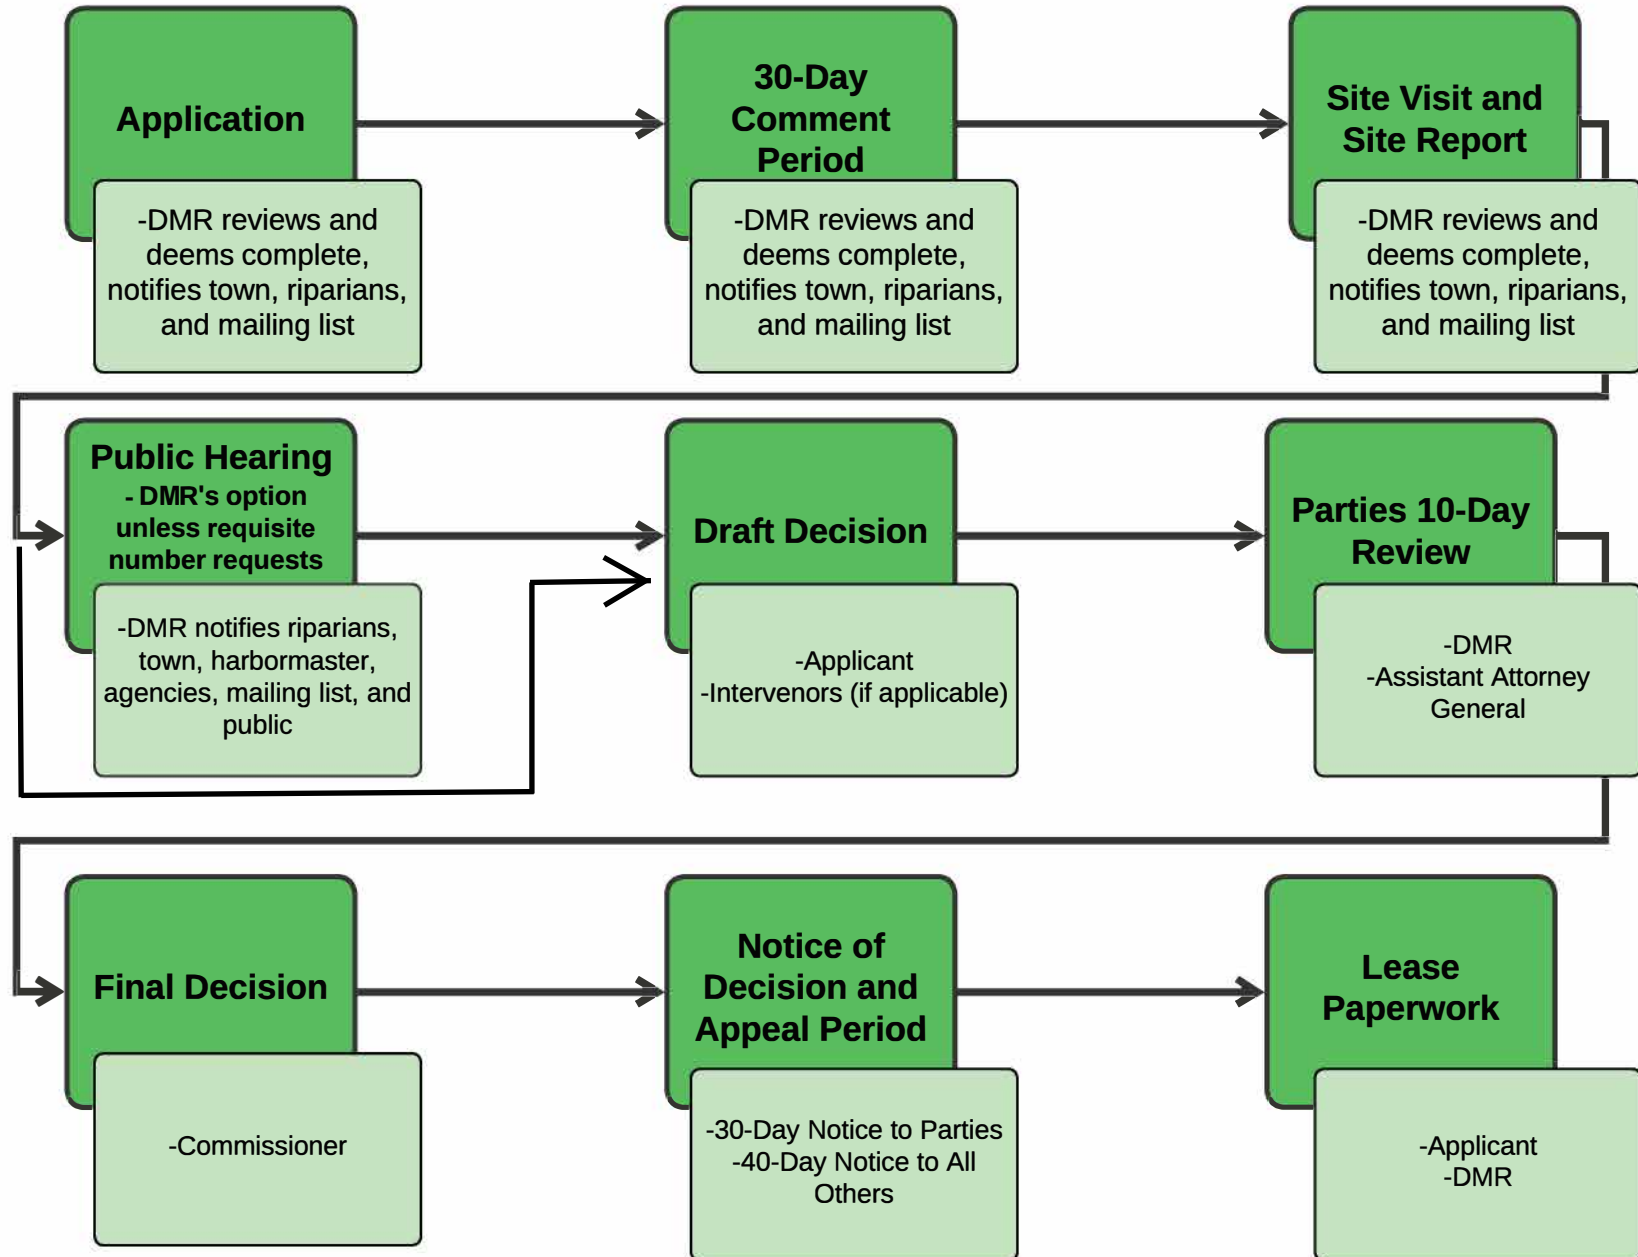 Application
-DMR reviews and
deems complete,
notifies town, riparians,
and mailing list
30-Day
Comment
Period
-DMR reviews and
deems complete,
notifies town, riparians,
and mailing list
Site Visit and
Site Report
-DMR reviews and
deems complete,
notifies town, riparians,
and mailing list
Public Hearing
- DMR's option
unless requisite
number requests
-DMR notifies riparians,
town, harbormaster,
agencies, mailing list, and
public
Draft Decision
-Applicant
-Intervenors (if applicable)
Parties 10-Day
Review
-DMR
-Assistant Attorney
General
Final Decision
-Commissioner
Notice of
Decision and
Appeal Period
-30-Day Notice to Parties
-40-Day Notice to All
Others
Lease
Paperwork
-Applicant
-DMR